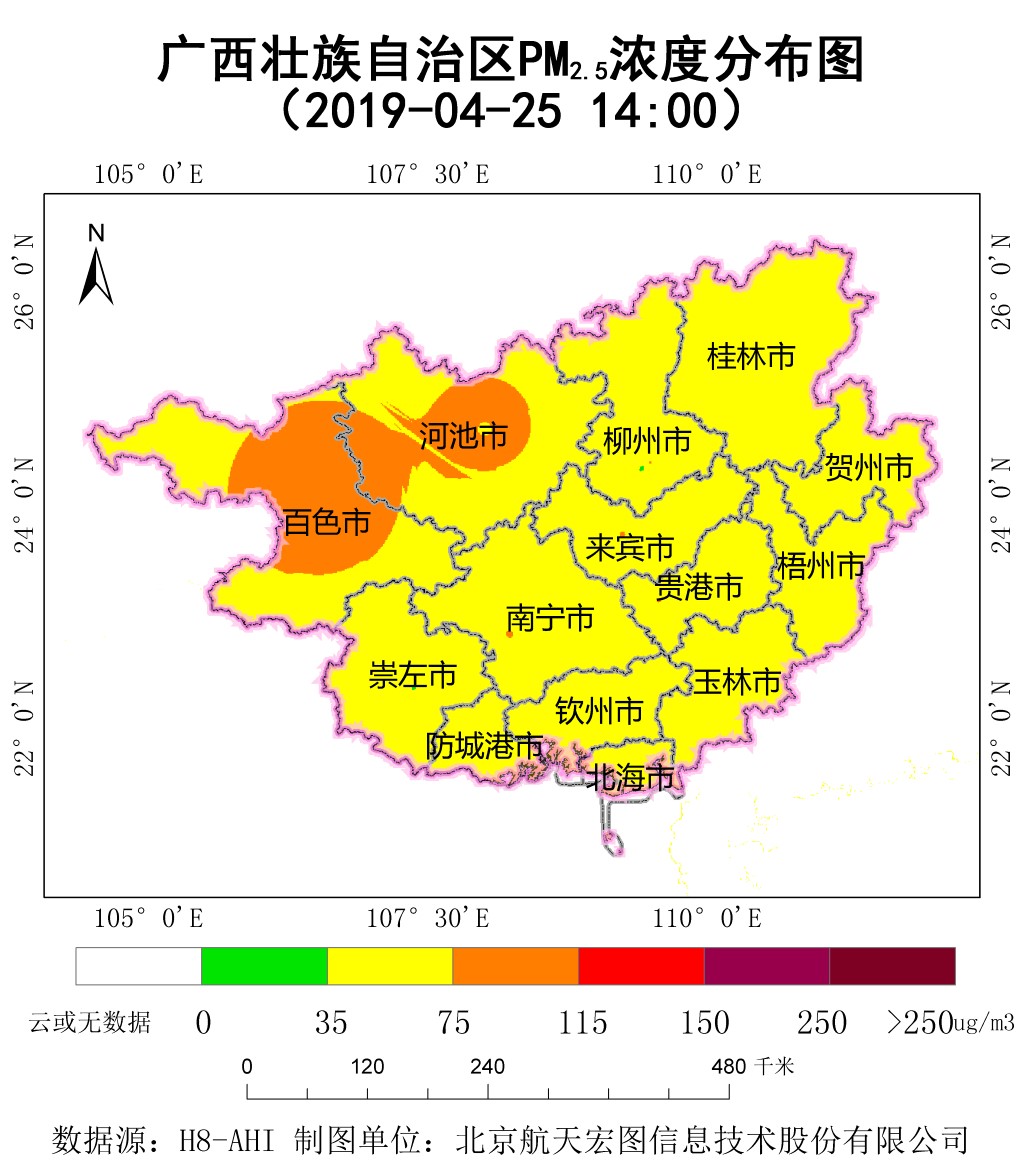 广西壮族自治区PM2.5浓度分布图
（2019-04-25 14:00）
105° 0'E 107° 30'E 110° 0'E
N
26° 0'N
26° 0'N
桂林市
河池市
柳州市
贺州市
24° 0'N
24° 0'N
百色市
来宾市
梧州市
贵港市
南宁市
崇左市
玉林市
22° 0'N
22° 0'N
钦州市
防城港市
北海市
105° 0'E 107° 30'E 110° 0'E
云或无数据 0 35 75 115 150 250 >250ug/m3
0 120 240 480 千米
数据源：H8-AHI 制图单位：北京航天宏图信息技术股份有限公司